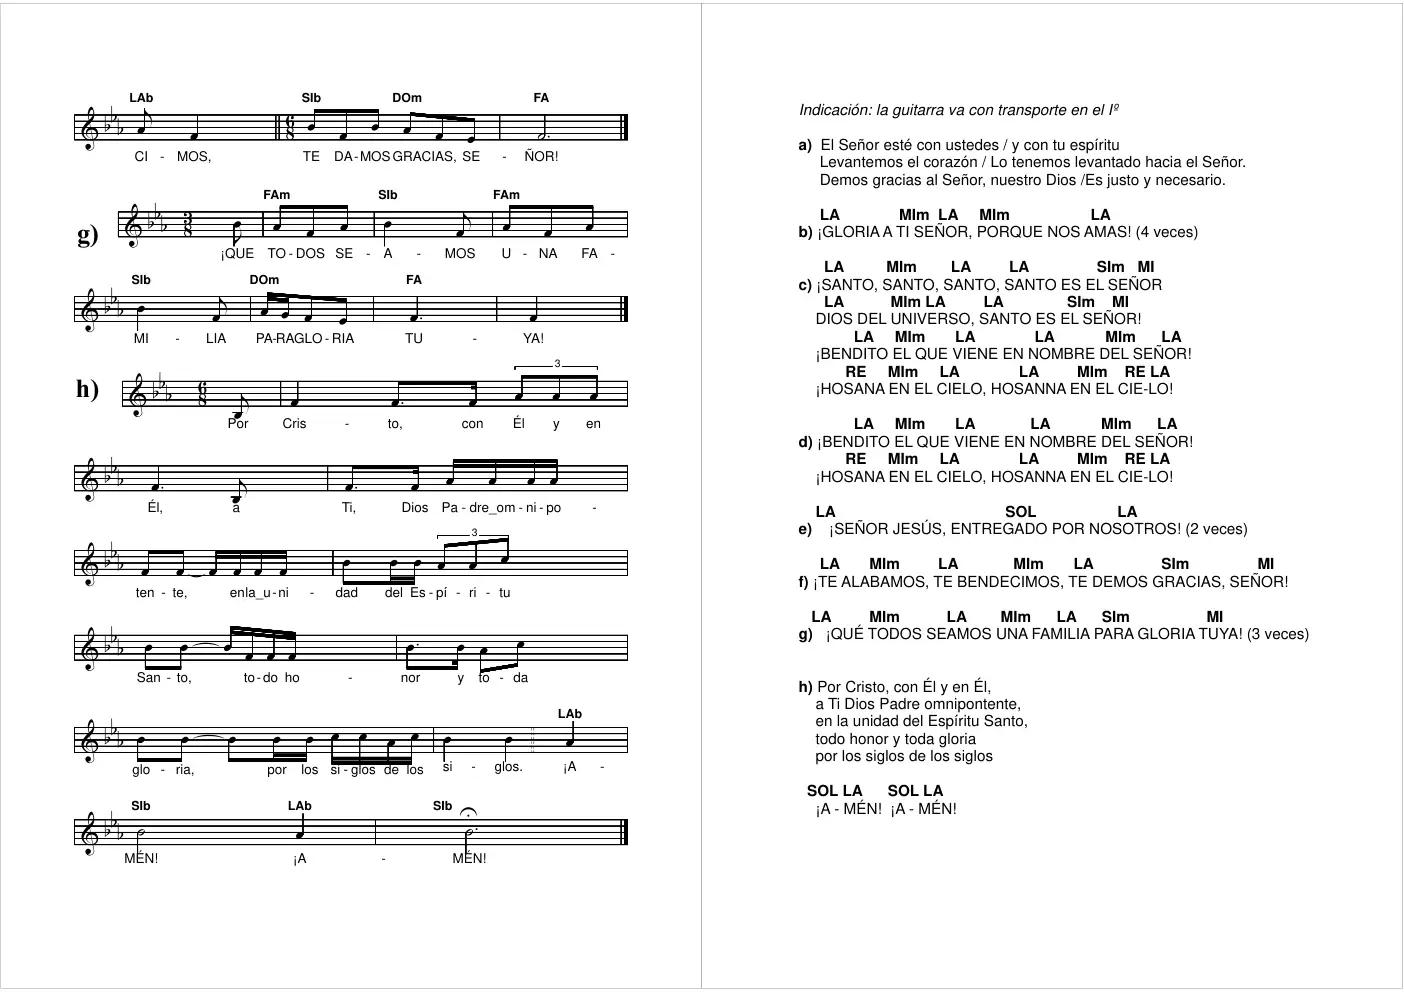 LAb SIb DOm FA
CI - MOS, TE DA-MOS GRACIAS, SE - ÑOR!
FAm SIb FAm
g)
¡QUE TO-DOS SE - A - MOS U - NA FA -
SIb DOm FA
MI - LIA PA-RAGLO-RIA TU - YA!
h)
3
Por Cris - to, con Él y en
Él, a Ti, Dios Pa-dre_om-ni-po -
3
ten - te, enla_u-ni - dad del Es-pí - ri - tu
San - to, to-do ho - nor y to - da
LAb
glo - ria, por los si-glos de los si - glos. ¡A -
SIb LAb SIb
MÉN! ¡A - MÉN!
Indicación: la guitarra va con transporte en el Iº
a) El Señor esté con ustedes / y con tu espíritu
Levantemos el corazón / Lo tenemos levantado hacia el Señor.
Demos gracias al Señor, nuestro Dios /Es justo y necesario.
LA MIm LA MIm LA
b) ¡GLORIA A TI SEÑOR, PORQUE NOS AMAS! (4 veces)
LA MIm LA LA SIm MI
c) ¡SANTO, SANTO, SANTO, SANTO ES EL SEÑOR
LA MIm LA LA SIm MI
DIOS DEL UNIVERSO, SANTO ES EL SEÑOR!
LA MIm LA LA MIm LA
¡BENDITO EL QUE VIENE EN NOMBRE DEL SEÑOR!
RE MIm LA LA MIm RE LA
¡HOSANA EN EL CIELO, HOSANNA EN EL CIE-LO!
LA MIm LA LA MIm LA
d) ¡BENDITO EL QUE VIENE EN NOMBRE DEL SEÑOR!
RE MIm LA LA MIm RE LA
¡HOSANA EN EL CIELO, HOSANNA EN EL CIE-LO!
LA SOL LA
e) ¡SEÑOR JESÚS, ENTREGADO POR NOSOTROS! (2 veces)
LA MIm LA MIm LA SIm MI
f) ¡TE ALABAMOS, TE BENDECIMOS, TE DEMOS GRACIAS, SEÑOR!
LA MIm LA MIm LA SIm MI
g) ¡QUÉ TODOS SEAMOS UNA FAMILIA PARA GLORIA TUYA! (3 veces)
h) Por Cristo, con Él y en Él,
a Ti Dios Padre omnipontente,
en la unidad del Espíritu Santo,
todo honor y toda gloria
por los siglos de los siglos
SOL LA SOL LA
¡A - MÉN! ¡A - MÉN!